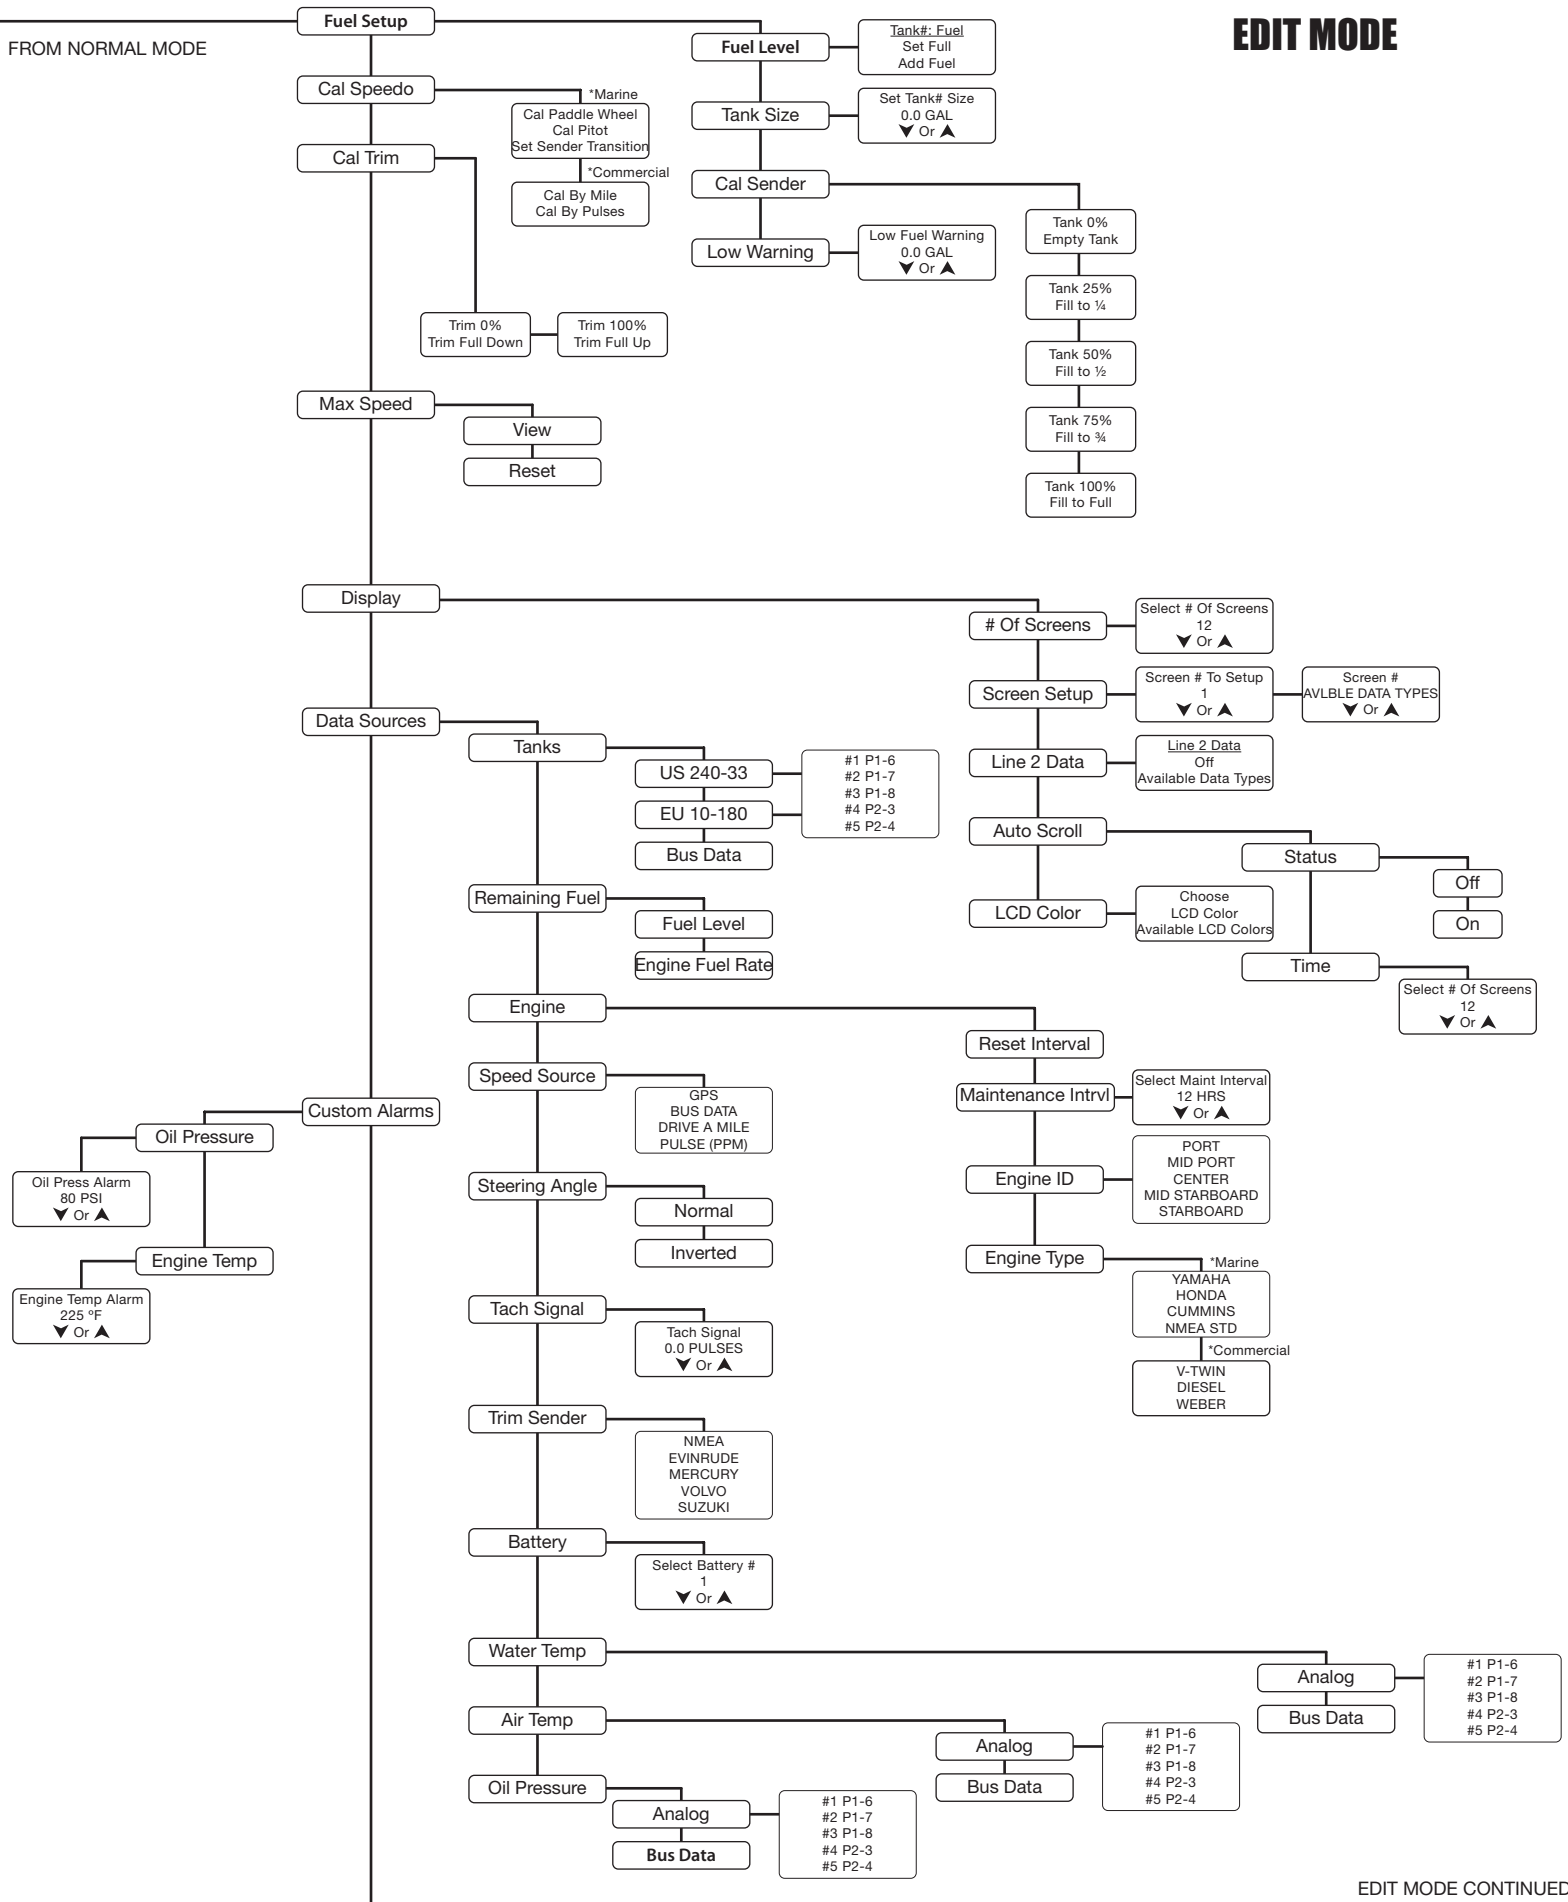 EDIT MODE
FROM NORMAL MODE
Fuel Setup
Fuel Level
Tank#: Fuel
Set Full
Add Fuel
Tank Size
Set Tank# Size
0.0 GAL
Or
Cal Sender
Tank 0%
Empty Tank
Tank 25%
Fill to ¼
Tank 50%
Fill to ½
Tank 75%
Fill to ¾
Tank 100%
Fill to Full
Low Warning
Low Fuel Warning
0.0 GAL
Or
Cal Speedo
*Marine
Cal Paddle Wheel
Cal Pitot
Set Sender Transition
*Commercial
Cal By Mile
Cal By Pulses
Cal Trim
Trim 0%
Trim Full Down
Trim 100%
Trim Full Up
Max Speed
View
Reset
Display
# Of Screens
Select # Of Screens
12
Or
Screen Setup
Screen # To Setup
1
Or
Screen #
AVLBLE DATA TYPES
Or
Line 2 Data
Line 2 Data
Off
Available Data Types
Auto Scroll
Status
Off
On
Time
Select # Of Screens
12
Or
LCD Color
Choose
LCD Color
Available LCD Colors
Data Sources
Tanks
US 240-33
EU 10-180
Bus Data
#1 P1-6
#2 P1-7
#3 P1-8
#4 P2-3
#5 P2-4
Remaining Fuel
Fuel Level
Engine Fuel Rate
Engine
Reset Interval
Maintenance Intrvl
Select Maint Interval
12 HRS
Or
Engine ID
PORT
MID PORT
CENTER
MID STARBOARD
STARBOARD
Engine Type
*Marine
YAMAHA
HONDA
CUMMINS
NMEA STD
*Commercial
V-TWIN
DIESEL
WEBER
Speed Source
GPS
BUS DATA
DRIVE A MILE
PULSE (PPM)
Steering Angle
Normal
Inverted
Tach Signal
Tach Signal
0.0 PULSES
Or
Trim Sender
NMEA
EVINRUDE
MERCURY
VOLVO
SUZUKI
Battery
Select Battery #
1
Or
Water Temp
Analog
Bus Data
#1 P1-6
#2 P1-7
#3 P1-8
#4 P2-3
#5 P2-4
Air Temp
Analog
Bus Data
#1 P1-6
#2 P1-7
#3 P1-8
#4 P2-3
#5 P2-4
Oil Pressure
Analog
Bus Data
#1 P1-6
#2 P1-7
#3 P1-8
#4 P2-3
#5 P2-4
Custom Alarms
Oil Pressure
Oil Press Alarm
80 PSI
Or
Engine Temp
Engine Temp Alarm
225 ºF
Or
EDIT MODE CONTINUED